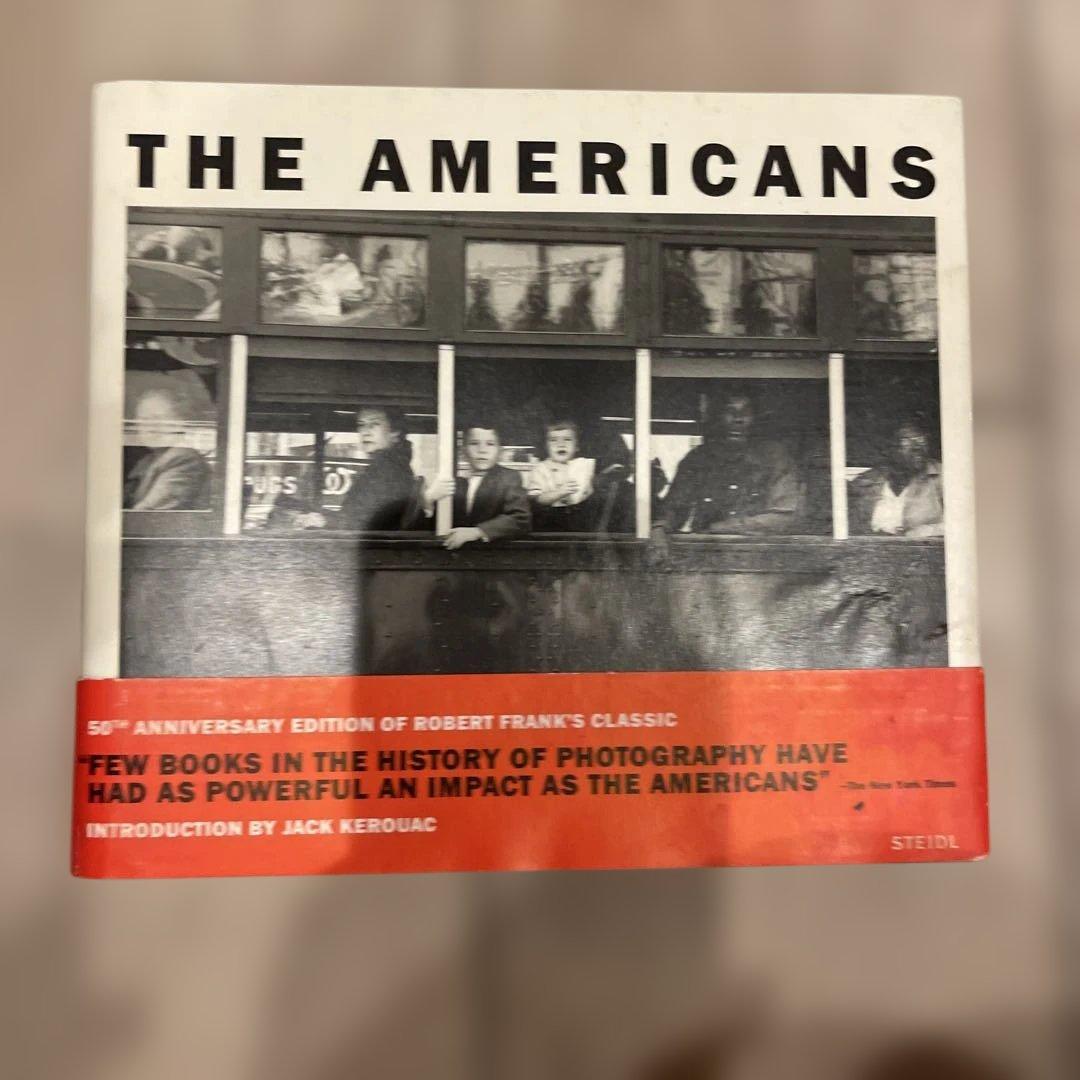 THE AMERICANS
UGS
50TH ANNIVERSARY EDITION OF ROBERT FRANK'S CLASSIC
"FEW BOOKS IN THE HISTORY OF PHOTOGRAPHY HAVE
HAD AS POWERFUL AN IMPACT AS THE AMERICANS" –The New York Times
INTRODUCTION BY JACK KEROUAC
STEIDL